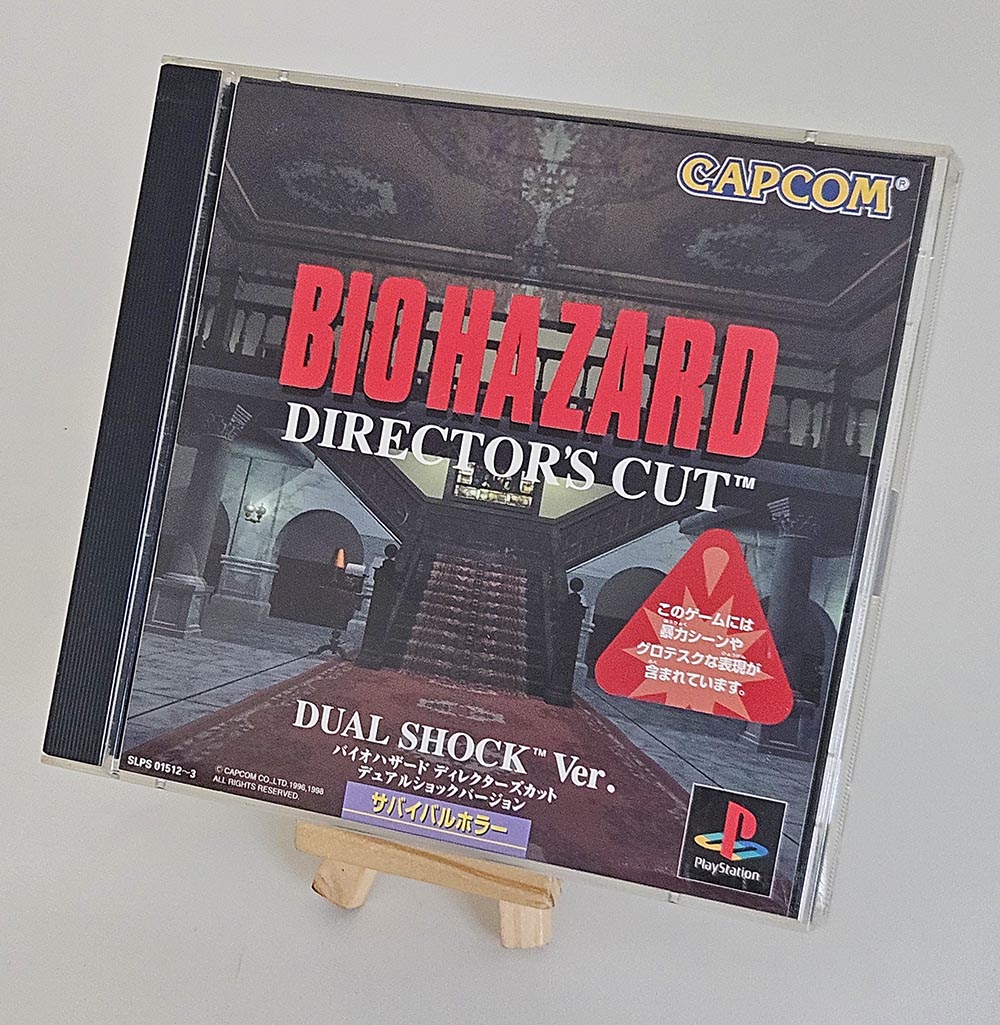 CAPCOM®
BIOHAZARD
DIRECTOR'S CUT™
このゲームには
暴力シーンや
グロテスクな表現が
含まれています。
DUAL SHOCK™ Ver.
バイオハザード ディレクターズカット
デュアルショックバージョン
SLPS 01512~3
© CAPCOM CO.,LTD.1996,1998
ALL RIGHTS RESERVED.
サバイバルホラー
PlayStation